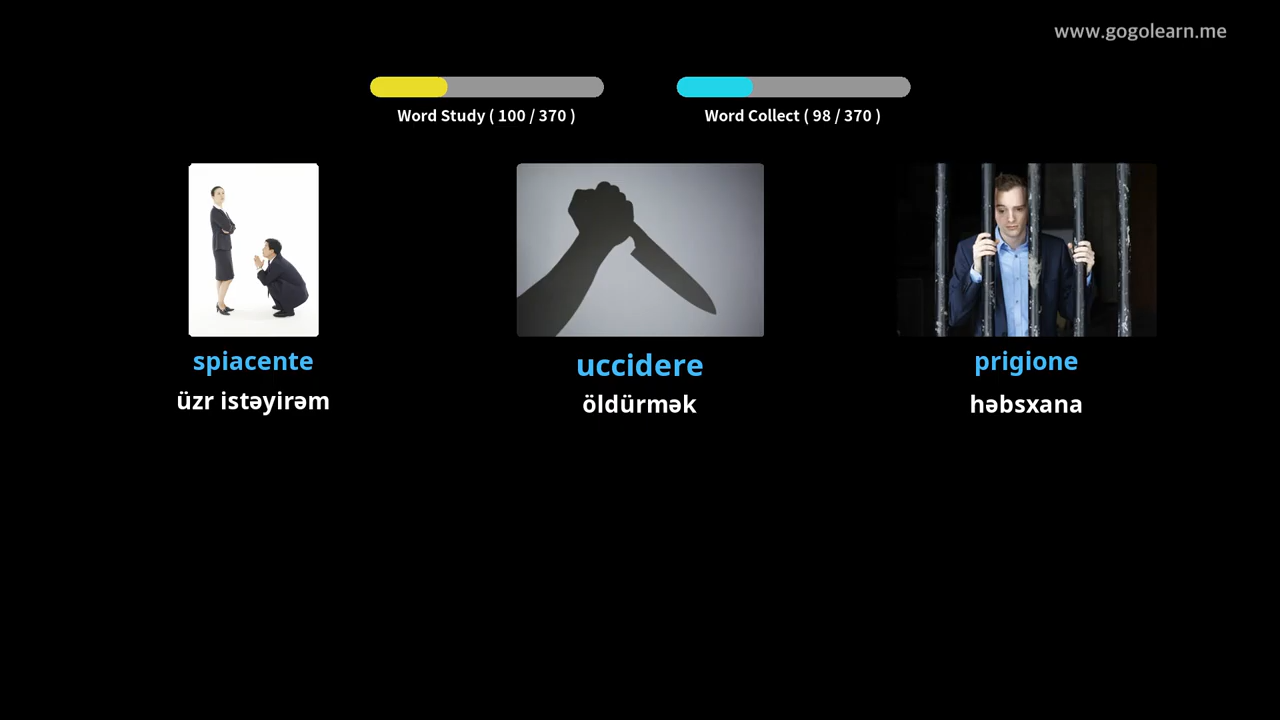 www.gogolearn.me
Word Study ( 100 / 370 )
Word Collect ( 98 / 370 )
spiacente
üzr istəyirəm
uccidere
öldürmək
prigione
həbsxana